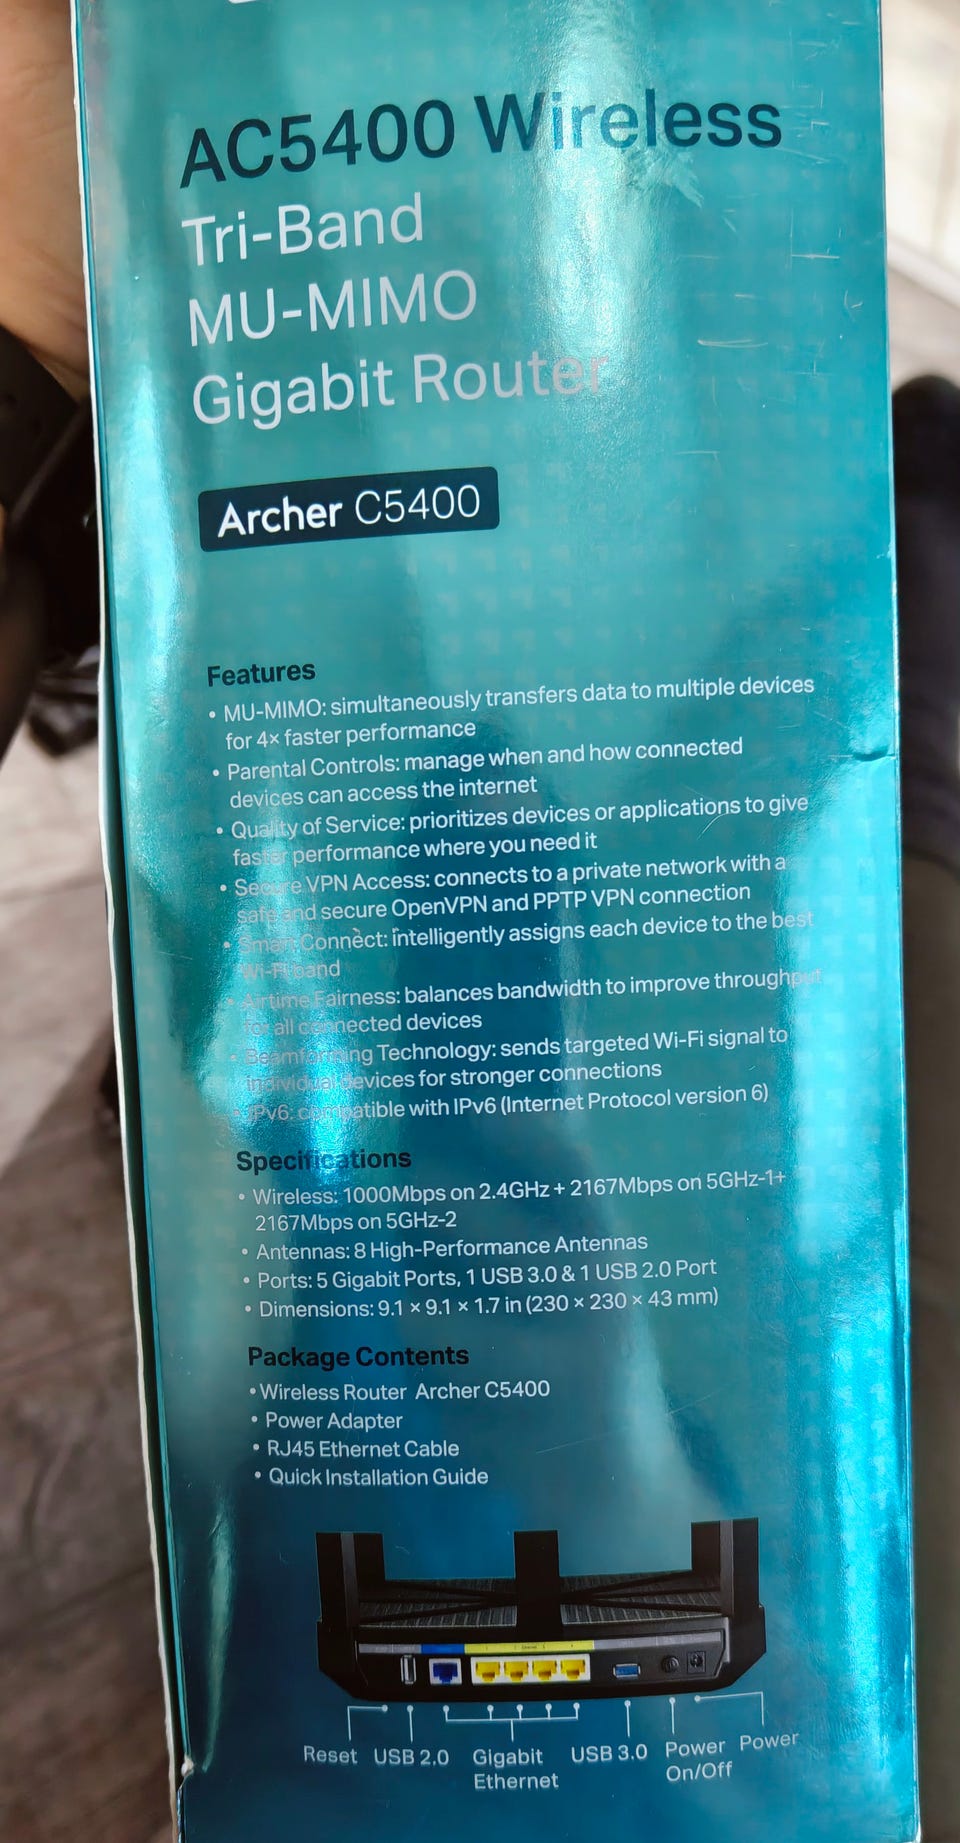 AC5400 Wireless
Tri-Band
MU-MIMO
Gigabit Router
Archer C5400
Features
• MU-MIMO: simultaneously transfers data to multiple devices
for 4× faster performance
• Parental Controls: manage when and how connected
devices can access the internet
• Quality of Service: prioritizes devices or applications to give
faster performance where you need it
• Secure VPN Access: connects to a private network with a
safe and secure OpenVPN and PPTP VPN connection
• Smart Connect: intelligently assigns each device to the best
Wi-Fi band
• Airtime Fairness: balances bandwidth to improve throughput
for all connected devices
• Beamforming Technology: sends targeted Wi-Fi signal to
individual devices for stronger connections
• IPv6: compatible with IPv6 (Internet Protocol version 6)
Specifications
• Wireless: 1000Mbps on 2.4GHz + 2167Mbps on 5GHz-1+
2167Mbps on 5GHz-2
• Antennas: 8 High-Performance Antennas
• Ports: 5 Gigabit Ports, 1 USB 3.0 & 1 USB 2.0 Port
• Dimensions: 9.1 × 9.1 × 1.7 in (230 × 230 × 43 mm)
Package Contents
• Wireless Router Archer C5400
• Power Adapter
• RJ45 Ethernet Cable
• Quick Installation Guide
Reset USB 2.0 Gigabit Ethernet USB 3.0 Power On/Off Power